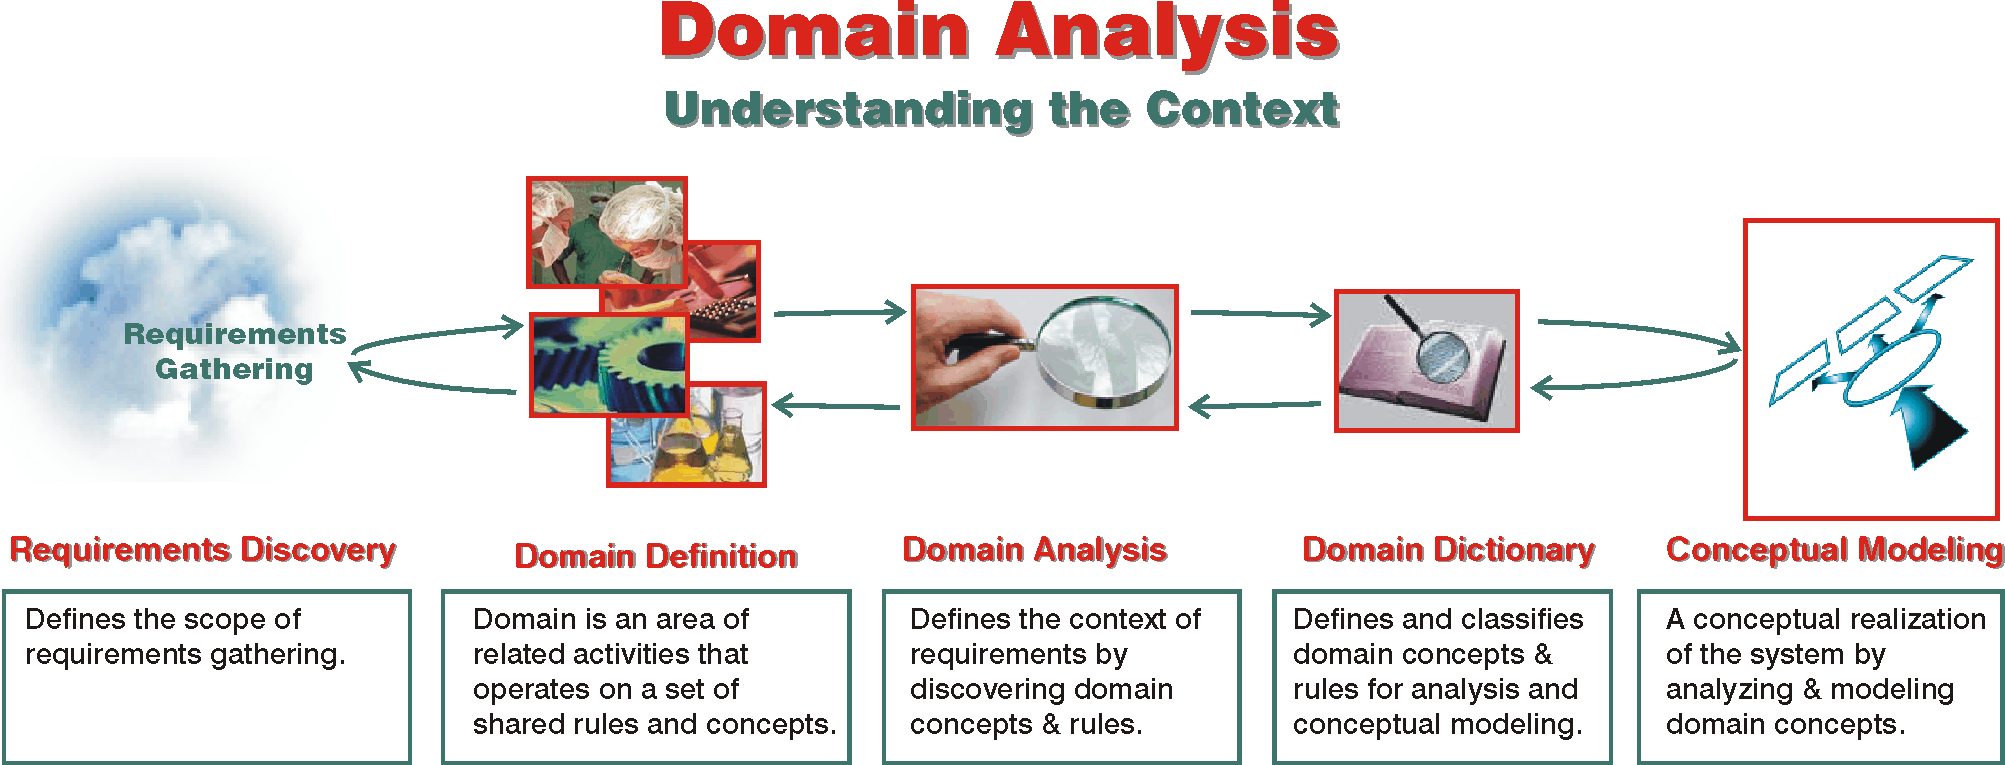 Domain Analysis
Understanding the Context
Requirements
Gathering
Requirements Discovery
Defines the scope of
requirements gathering.
Domain Definition
Domain is an area of
related activities that
operates on a set of
shared rules and concepts.
Domain Analysis
Defines the context of
requirements by
discovering domain
concepts & rules.
Domain Dictionary
Defines and classifies
domain concepts &
rules for analysis and
conceptual modeling.
Conceptual Modeling
A conceptual realization
of the system by
analyzing & modeling
domain concepts.